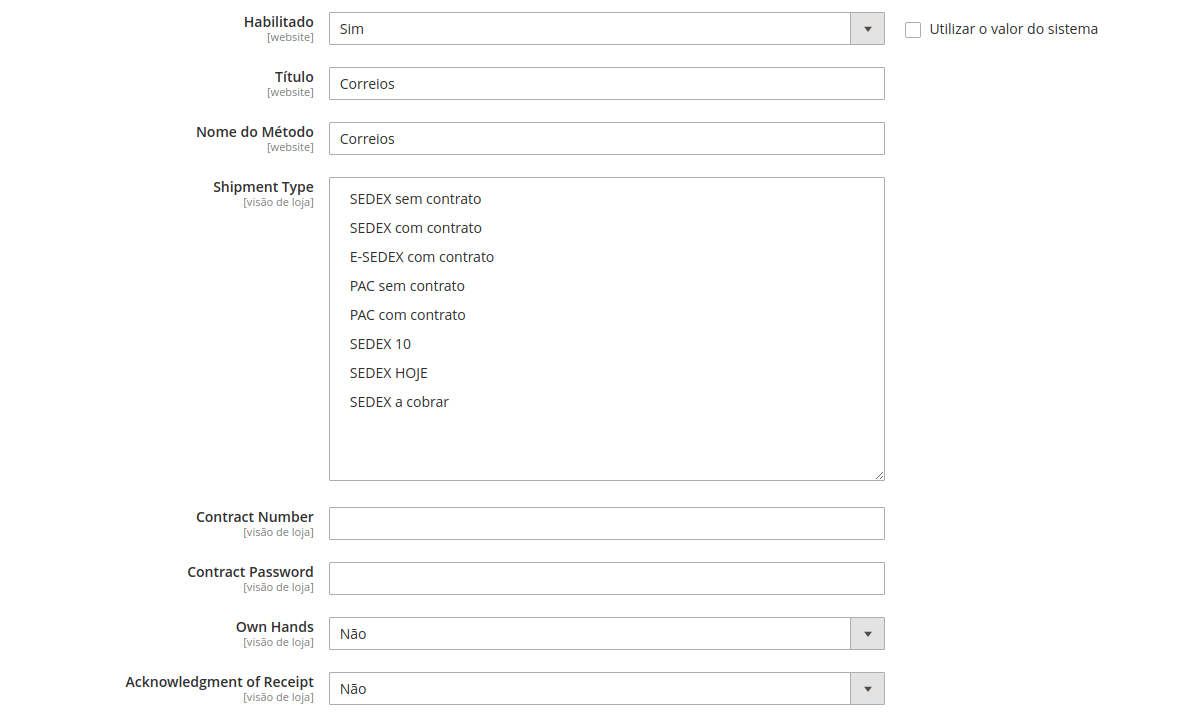 Habilitado
[website]
Sim
Utilizar o valor do sistema
Título
[website]
Correios
Nome do Método
[website]
Correios
Shipment Type
[visão de loja]
SEDEX sem contrato
SEDEX com contrato
E-SEDEX com contrato
PAC sem contrato
PAC com contrato
SEDEX 10
SEDEX HOJE
SEDEX a cobrar
Contract Number
[visão de loja]
Contract Password
[visão de loja]
Own Hands
[visão de loja]
Não
Acknowledgment of Receipt
[visão de loja]
Não